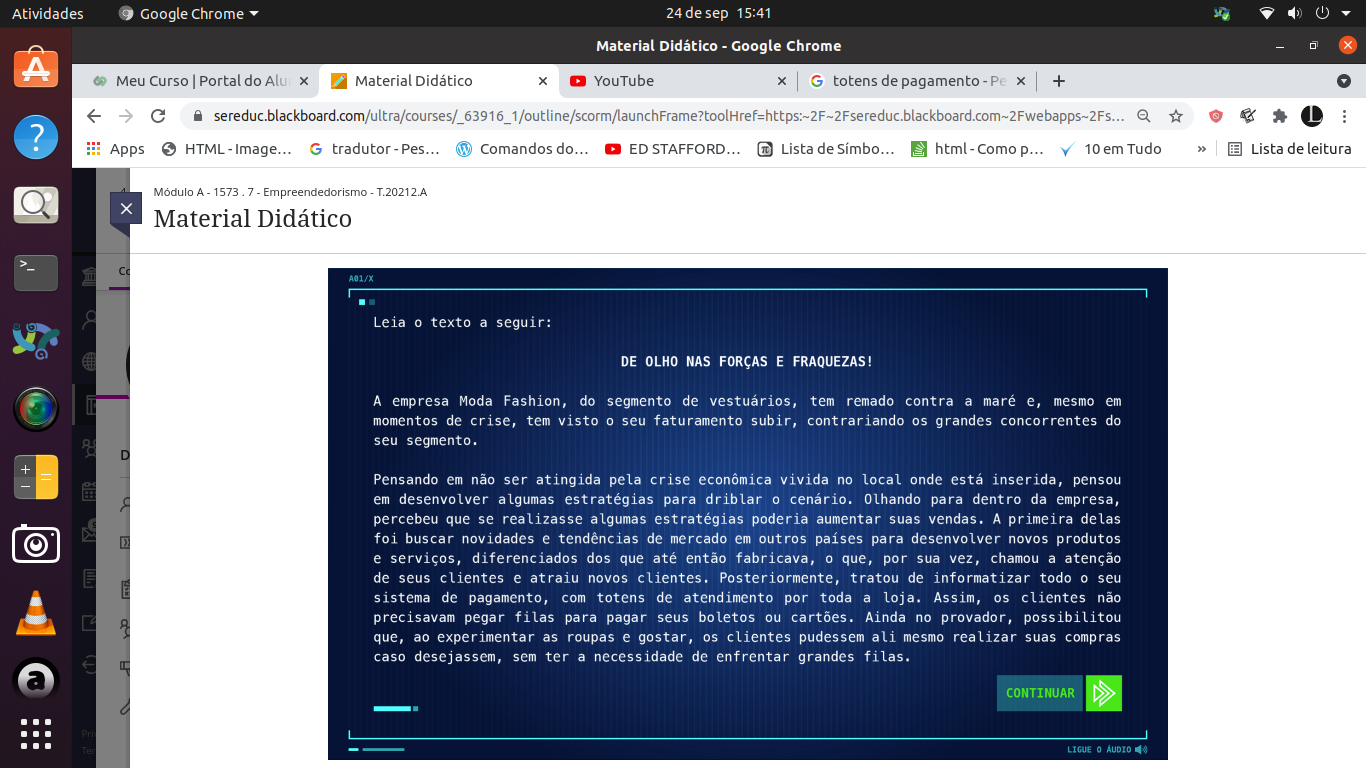 Atividades
Google Chrome
24 de sep 15:41
Material Didático - Google Chrome
Meu Curso | Portal do Alu
Material Didático
YouTube
totens de pagamento - Pe
sereduc.blackboard.com/ultra/courses/_63916_1/outline/scorm/launchFrame?toolHref=https:~2F~2Fsereduc.blackboard.com~2Fwebapps~2Fs...
Apps
HTML - Image...
tradutor - Pes...
Comandos do...
ED STAFFORD...
Lista de Símbo...
html - Como p...
10 em Tudo
»
Lista de leitura
Módulo A - 1573 . 7 - Empreendedorismo - T.20212.A
Material Didático
A01/X
Leia o texto a seguir:
DE OLHO NAS FORÇAS E FRAQUEZAS!
A empresa Moda Fashion, do segmento de vestuários, tem remado contra a maré e, mesmo em
momentos de crise, tem visto o seu faturamento subir, contrariando os grandes concorrentes do
seu segmento.
Pensando em não ser atingida pela crise econômica vivida no local onde está inserida, pensou
em desenvolver algumas estratégias para driblar o cenário. Olhando para dentro da empresa,
percebeu que se realizasse algumas estratégias poderia aumentar suas vendas. A primeira delas
foi buscar novidades e tendências de mercado em outros países para desenvolver novos produtos
e serviços, diferenciados dos que até então fabricava, o que, por sua vez, chamou a atenção
de seus clientes e atraiu novos clientes. Posteriormente, tratou de informatizar todo o seu
sistema de pagamento, com totens de atendimento por toda a loja. Assim, os clientes não
precisavam pegar filas para pagar seus boletos ou cartões. Ainda no provador, possibilitou
que, ao experimentar as roupas e gostar, os clientes pudessem ali mesmo realizar suas compras
caso desejassem, sem ter a necessidade de enfrentar grandes filas.
CONTINUAR
LIGUE O ÁUDIO